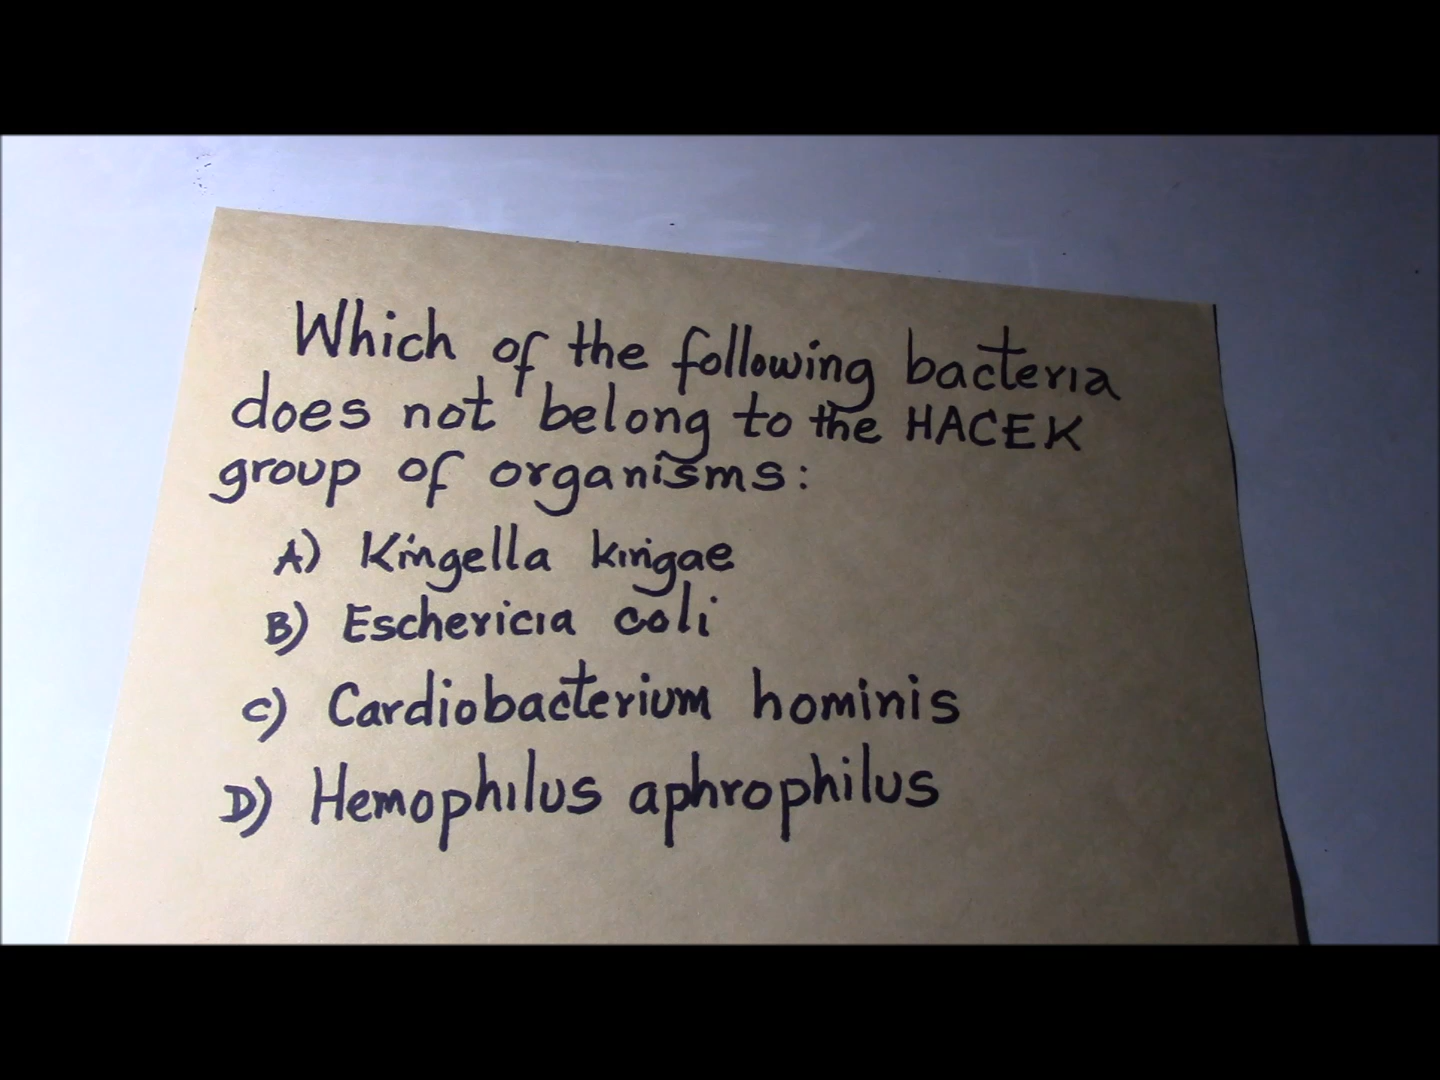 Which of the following bacteria
does not belong to the HACEK
group of organisms:
A) Kingella kingae
B) Eschericia coli
C) Cardiobacterium hominis
D) Hemophilus aphrophilus